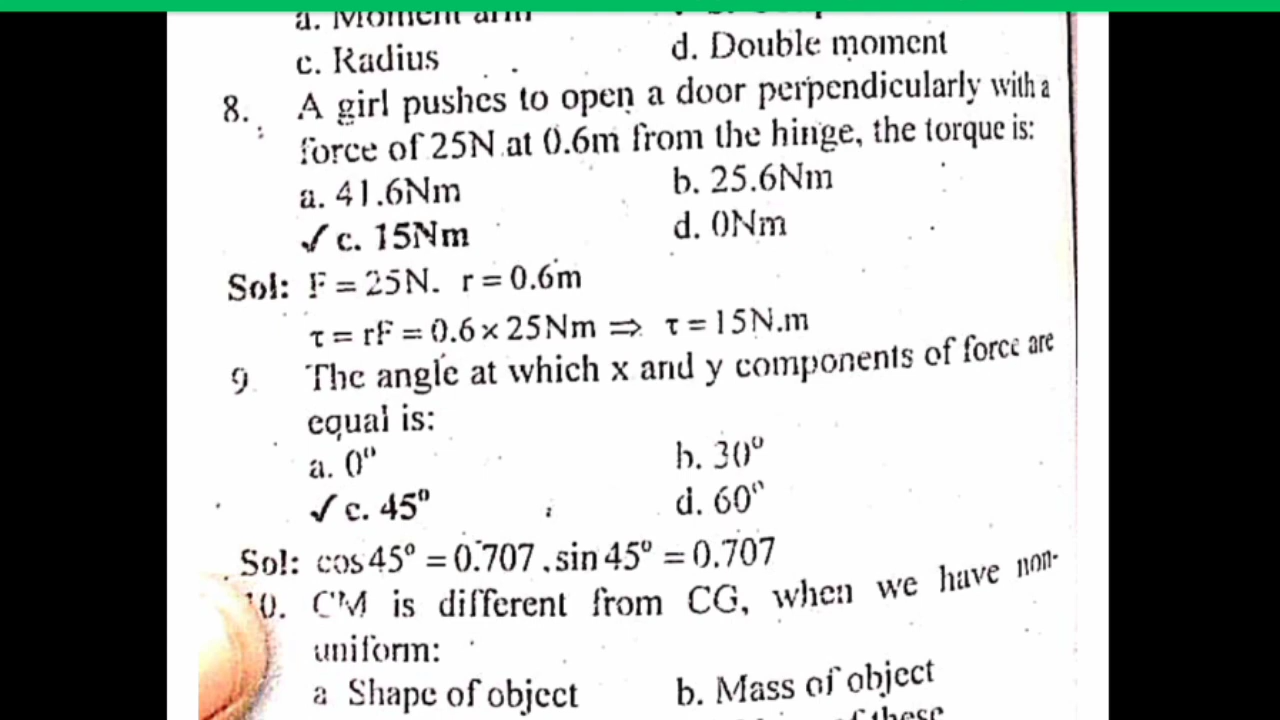 a. Moment arm
c. Radius
d. Double moment
8. A girl pushes to open a door perpendicularly with a
force of 25N at 0.6m from the hinge, the torque is:
a. 41.6Nm
b. 25.6Nm
✓ c. 15Nm
d. 0Nm
Sol: F = 25N. r = 0.6m
τ = rF = 0.6 × 25Nm ⇒ τ = 15N.m
9. The angle at which x and y components of force are
equal is:
a. 0°
b. 30°
✓ c. 45°
d. 60°
Sol: cos 45° = 0.707 , sin 45° = 0.707
10. CM is different from CG, when we have non-
uniform:
a Shape of object
b. Mass of object
of these